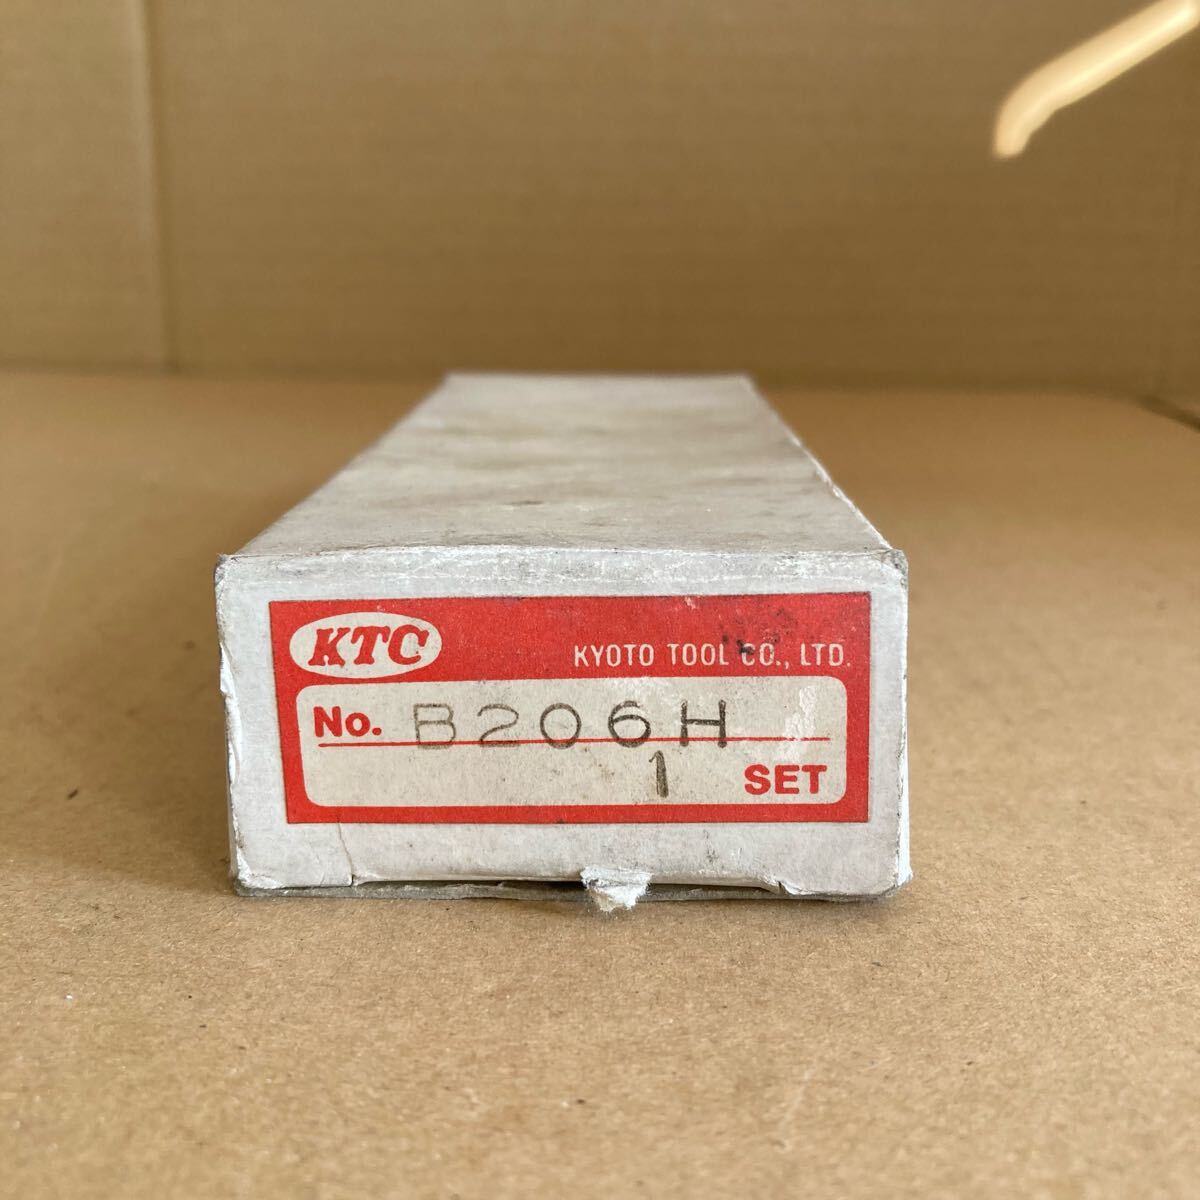 KTC
KYOTO TOOL CO., LTD.
No. B206H
1 SET